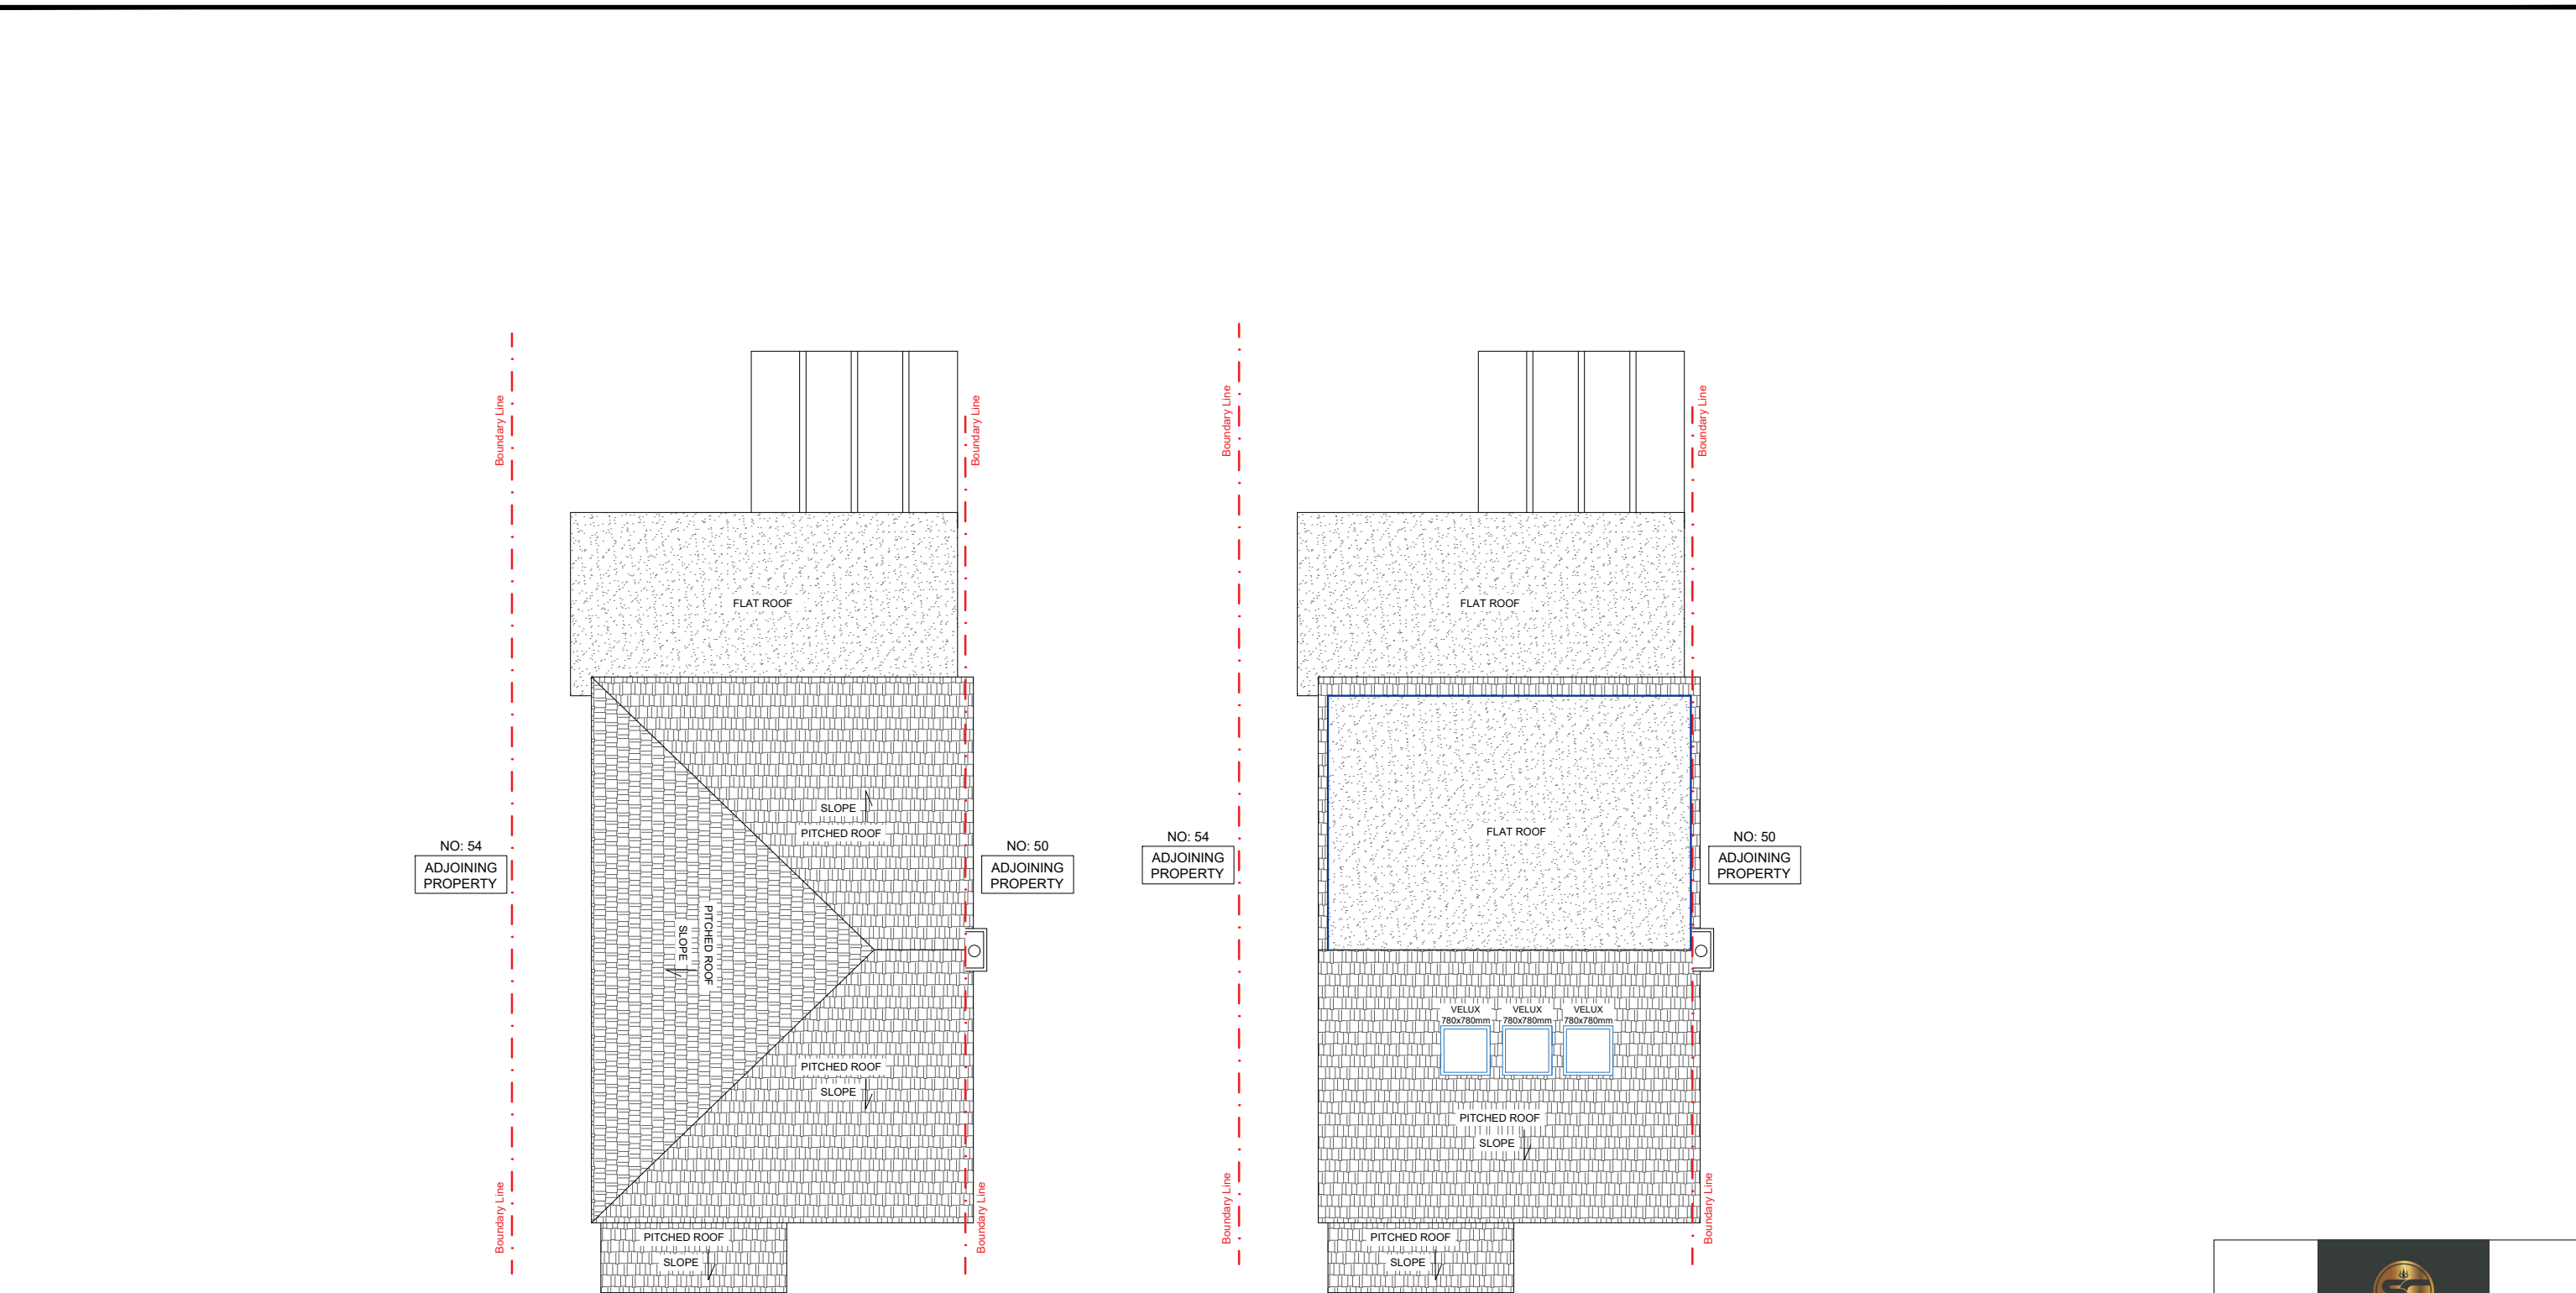 Boundary Line
Boundary Line
FLAT ROOF
SLOPE
PITCHED ROOF
NO: 54
ADJOINING
PROPERTY
NO: 50
ADJOINING
PROPERTY
PITCHED ROOF
SLOPE
PITCHED ROOF
SLOPE
Boundary Line
Boundary Line
PITCHED ROOF
SLOPE
Boundary Line
Boundary Line
FLAT ROOF
FLAT ROOF
NO: 54
ADJOINING
PROPERTY
NO: 50
ADJOINING
PROPERTY
VELUX
780x780mm
VELUX
780x780mm
VELUX
780x780mm
PITCHED ROOF
SLOPE
Boundary Line
Boundary Line
PITCHED ROOF
SLOPE